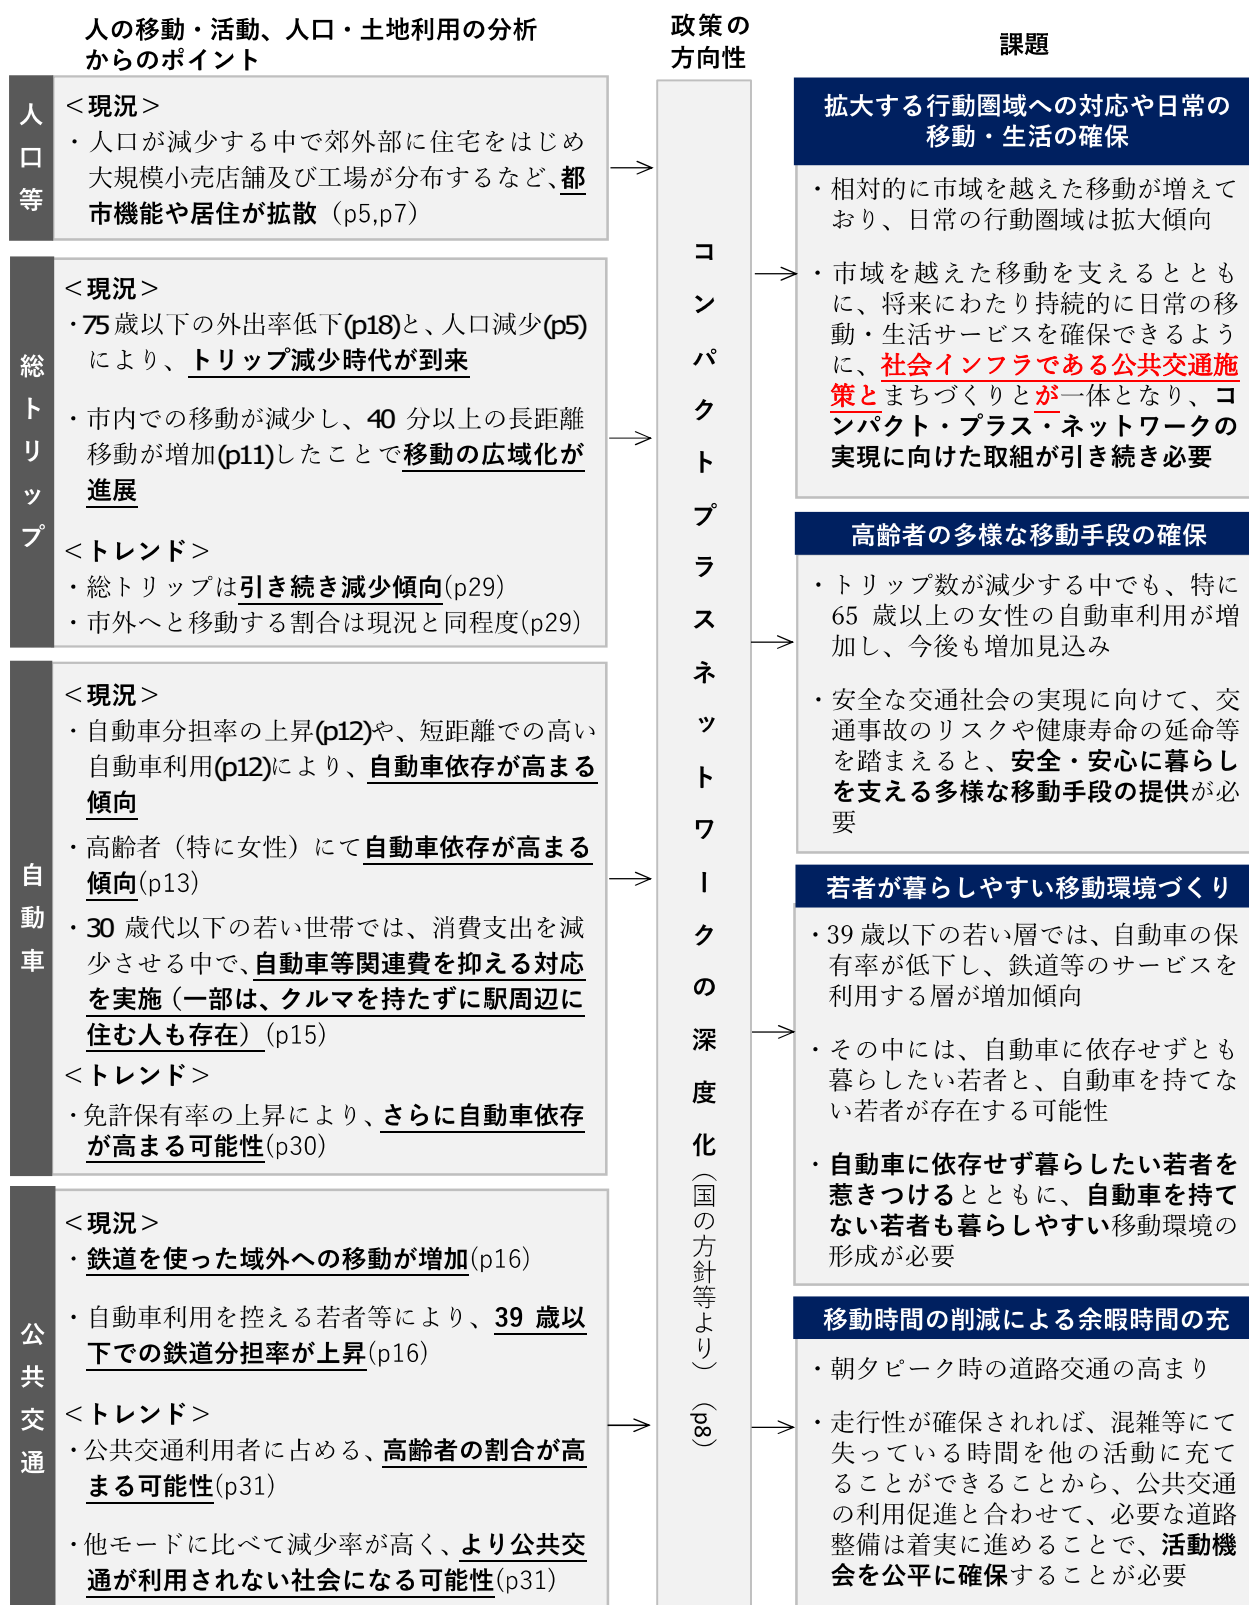 人の移動・活動、人口・土地利用の分析
からのポイント
人口等
＜現況＞
・人口が減少する中で郊外部に住宅をはじめ
大規模小売店舗及び工場が分布するなど、都
市機能や居住が拡散（p5,p7）
総トリップ
＜現況＞
・75歳以下の外出率低下(p18)と、人口減少(p5)
により、トリップ減少時代が到来
・市内での移動が減少し、40 分以上の長距離
移動が増加(p11)したことで移動の広域化が
進展
＜トレンド＞
・総トリップは引き続き減少傾向(p29)
・市外へと移動する割合は現況と同程度(p29)
自動車
＜現況＞
・自動車分担率の上昇(p12)や、短距離での高い
自動車利用(p12)により、自動車依存が高まる
傾向
・高齢者（特に女性）にて自動車依存が高まる
傾向(p13)
・30 歳代以下の若い世帯では、消費支出を減
少させる中で、自動車等関連費を抑える対応
を実施（一部は、クルマを持たずに駅周辺に
住む人も存在）(p15)
＜トレンド＞
・免許保有率の上昇により、さらに自動車依存
が高まる可能性(p30)
公共交通
＜現況＞
・鉄道を使った域外への移動が増加(p16)
・自動車利用を控える若者等により、39 歳以
下での鉄道分担率が上昇(p16)
＜トレンド＞
・公共交通利用者に占める、高齢者の割合が高
まる可能性(p31)
・他モードに比べて減少率が高く、より公共交
通が利用されない社会になる可能性(p31)
政策の
方向性
コンパクトプラスネットワークの深度化（国の方針等より）（p8）
課題
拡大する行動圏域への対応や日常の
移動・生活の確保
・相対的に市域を越えた移動が増えて
おり、日常の行動圏域は拡大傾向
・市域を越えた移動を支えるととも
に、将来にわたり持続的に日常の移
動・生活サービスを確保できるよう
に、社会インフラである公共交通施
策とまちづくりとが一体となり、コ
ンパクト・プラス・ネットワークの
実現に向けた取組が引き続き必要
高齢者の多様な移動手段の確保
・トリップ数が減少する中でも、特に
65 歳以上の女性の自動車利用が増
加し、今後も増加見込み
・安全な交通社会の実現に向けて、交
通事故のリスクや健康寿命の延命等
を踏まえると、安全・安心に暮らし
を支える多様な移動手段の提供が必
要
若者が暮らしやすい移動環境づくり
・39歳以下の若い層では、自動車の保
有率が低下し、鉄道等のサービスを
利用する層が増加傾向
・その中には、自動車に依存せずとも
暮らしたい若者と、自動車を持てな
い若者が存在する可能性
・自動車に依存せず暮らしたい若者を
惹きつけるとともに、自動車を持て
ない若者も暮らしやすい移動環境の
形成が必要
移動時間の削減による余暇時間の充
・朝夕ピーク時の道路交通の高まり
・走行性が確保されれば、混雑等にて
失っている時間を他の活動に充て
ることができることから、公共交通
の利用促進と合わせて、必要な道路
整備は着実に進めることで、活動機
会を公平に確保することが必要